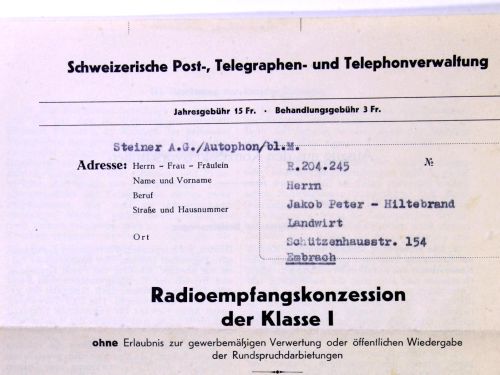 Schweizerische Post-, Telegraphen- und Telephonverwaltung
Jahresgebühr 15 Fr. · Behandlungsgebühr 3 Fr.
Steiner A.G./Autophon/bl.M.
Adresse: Herrn - Frau - Fräulein R.204.245 №
Name und Vorname Herrn
Beruf Jakob Peter - Hiltebrand
Straße und Hausnummer Landwirt
Ort Schützenhausstr. 154
Embrach
Radioempfangskonzession
der Klasse I
ohne Erlaubnis zur gewerbemäßigen Verwertung oder öffentlichen Wiedergabe
der Rundspruchdarbietungen